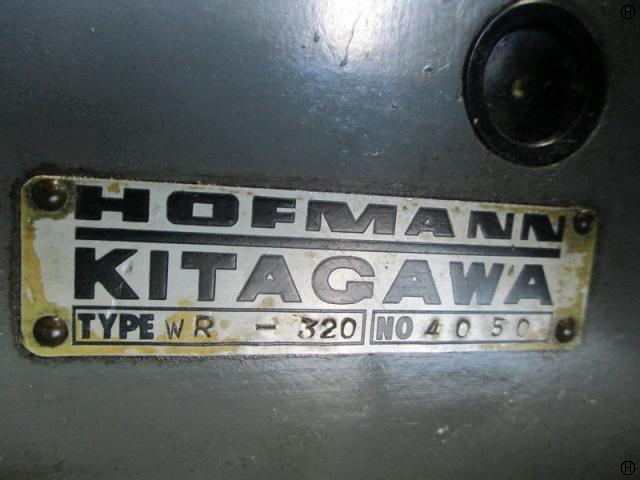 HOFMANN
KITAGAWA
TYPE WR - 320 NO 4050